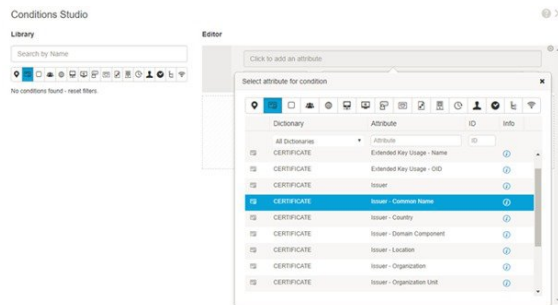 Conditions Studio
Library
Editor
Search by Name
No conditions found - reset filters.
Click to add an attribute
Select attribute for condition
Dictionary Attribute ID Info
All Dictionaries Attribute ID
CERTIFICATE Extended Key Usage - Name
CERTIFICATE Extended Key Usage - OID
CERTIFICATE Issuer
CERTIFICATE Issuer - Common Name
CERTIFICATE Issuer - Country
CERTIFICATE Issuer - Domain Component
CERTIFICATE Issuer - Location
CERTIFICATE Issuer - Organization
CERTIFICATE Issuer - Organization Unit